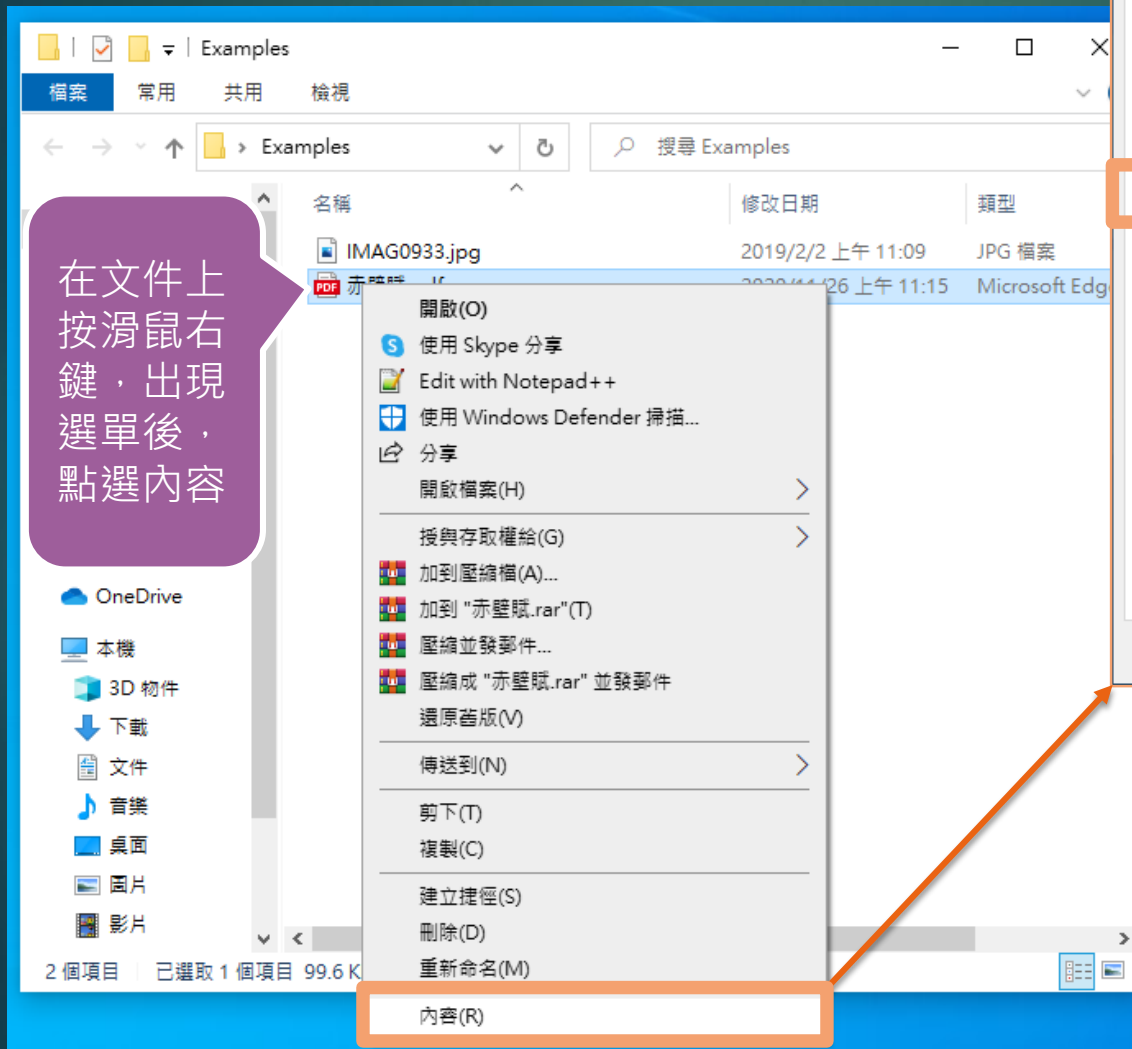 Examples
檔案 常用 共用 檢視
Examples
搜尋 Examples
名稱 修改日期 類型
IMAG0933.jpg 2019/2/2 上午 11:09 JPG 檔案
PDF 上午 11:15 Microsoft Edg
在文件上
按滑鼠右
鍵，出現
選單後，
點選內容
開啟(O)
使用 Skype 分享
Edit with Notepad++
使用 Windows Defender 掃描...
分享
開啟檔案(H)
授與存取權給(G)
加到壓縮檔(A)...
加到 "赤壁賦.rar"(T)
壓縮並發郵件...
壓縮成 "赤壁賦.rar" 並發郵件
還原舊版(V)
傳送到(N)
剪下(T)
複製(C)
建立捷徑(S)
刪除(D)
重新命名(M)
內容(R)
OneDrive
本機
3D 物件
下載
文件
音樂
桌面
圖片
影片
2 個項目 已選取 1 個項目 99.6 K